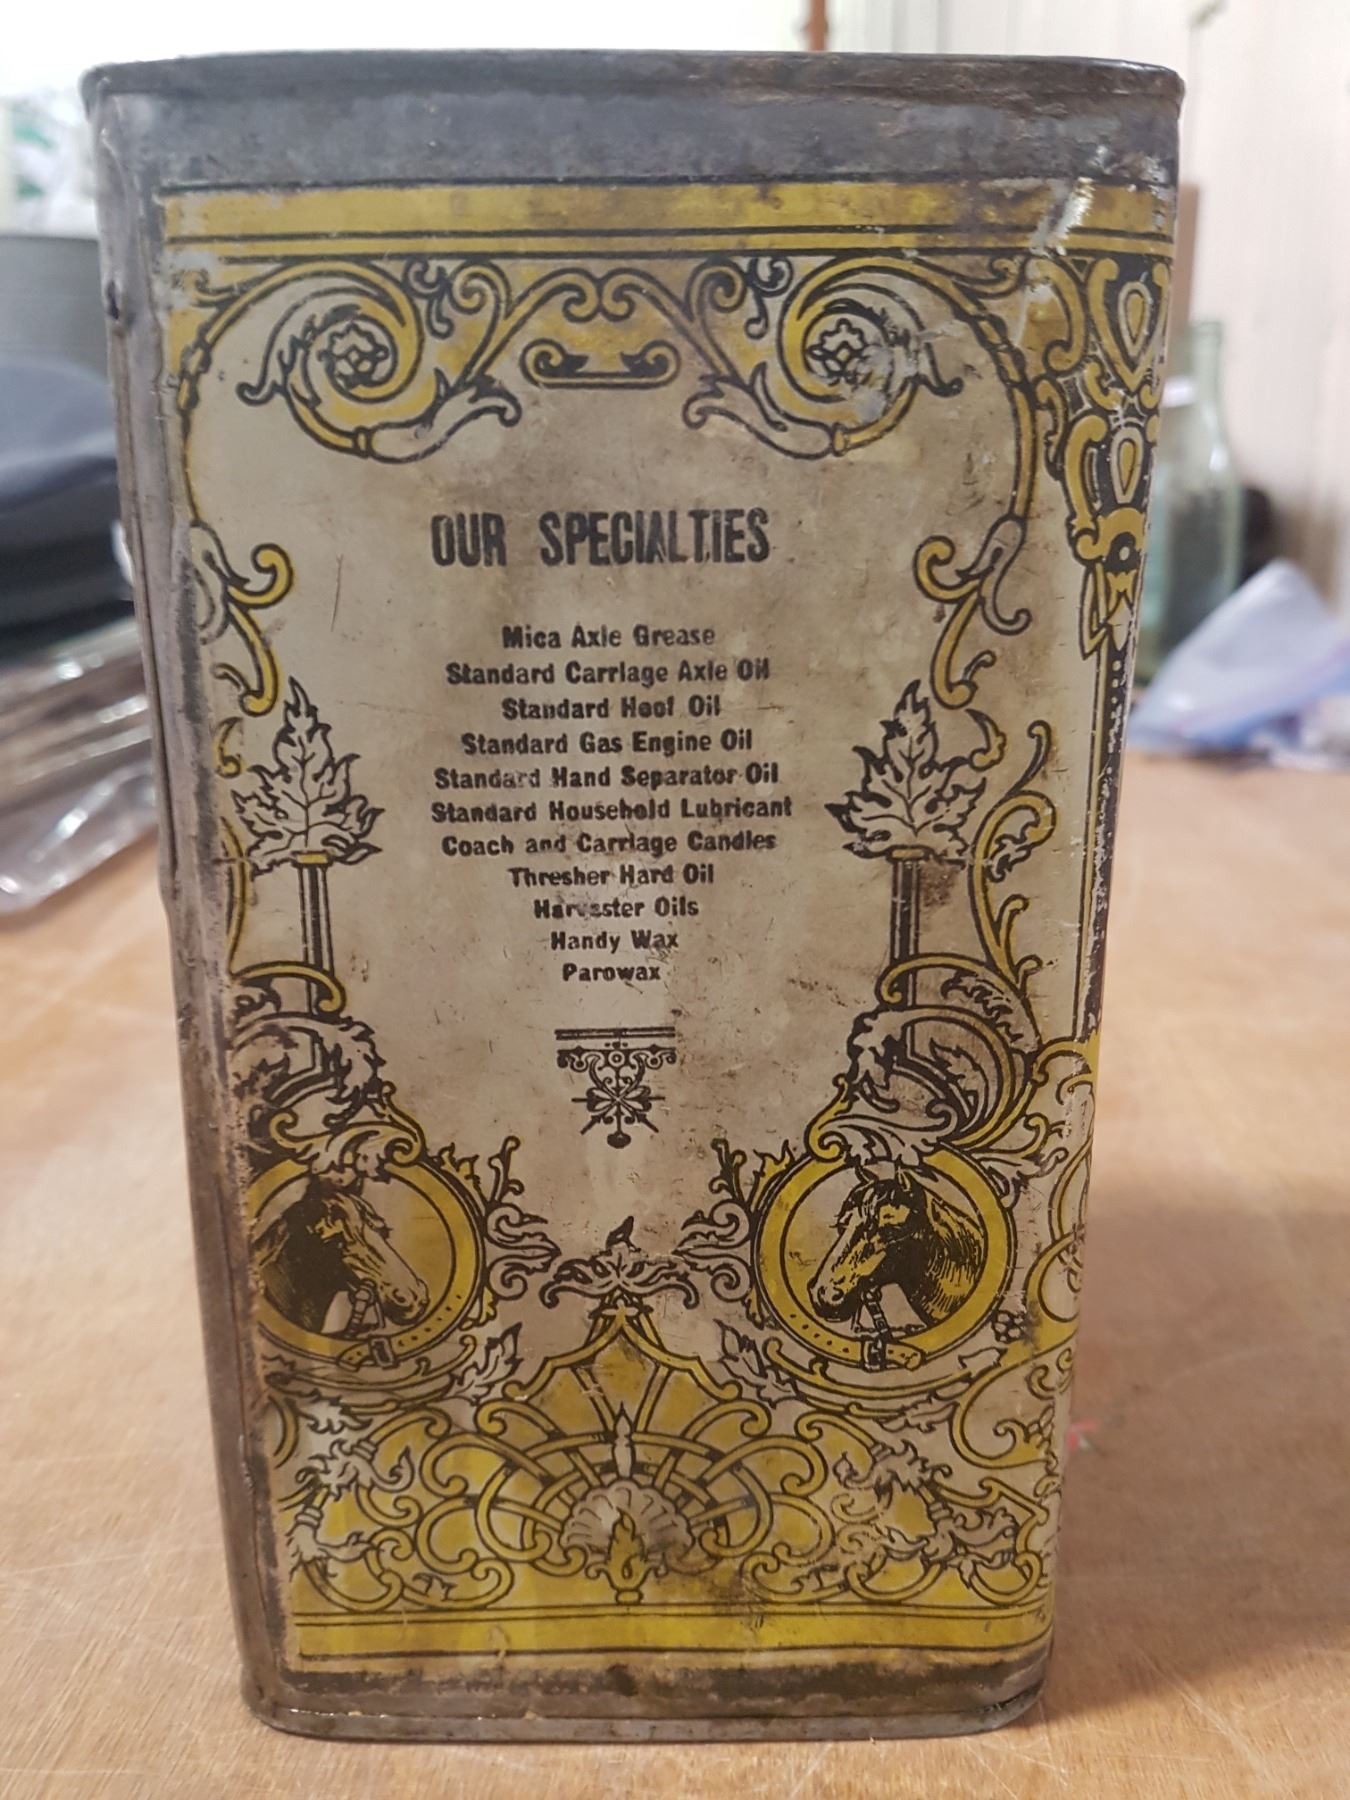 OUR SPECIALTIES
Mica Axle Grease
Standard Carriage Axle Oil
Standard Hoof Oil
Standard Gas Engine Oil
Standard Hand Separator Oil
Standard Household Lubricant
Coach and Carriage Candles
Thresher Hard Oil
Harvester Oils
Handy Wax
Parowax